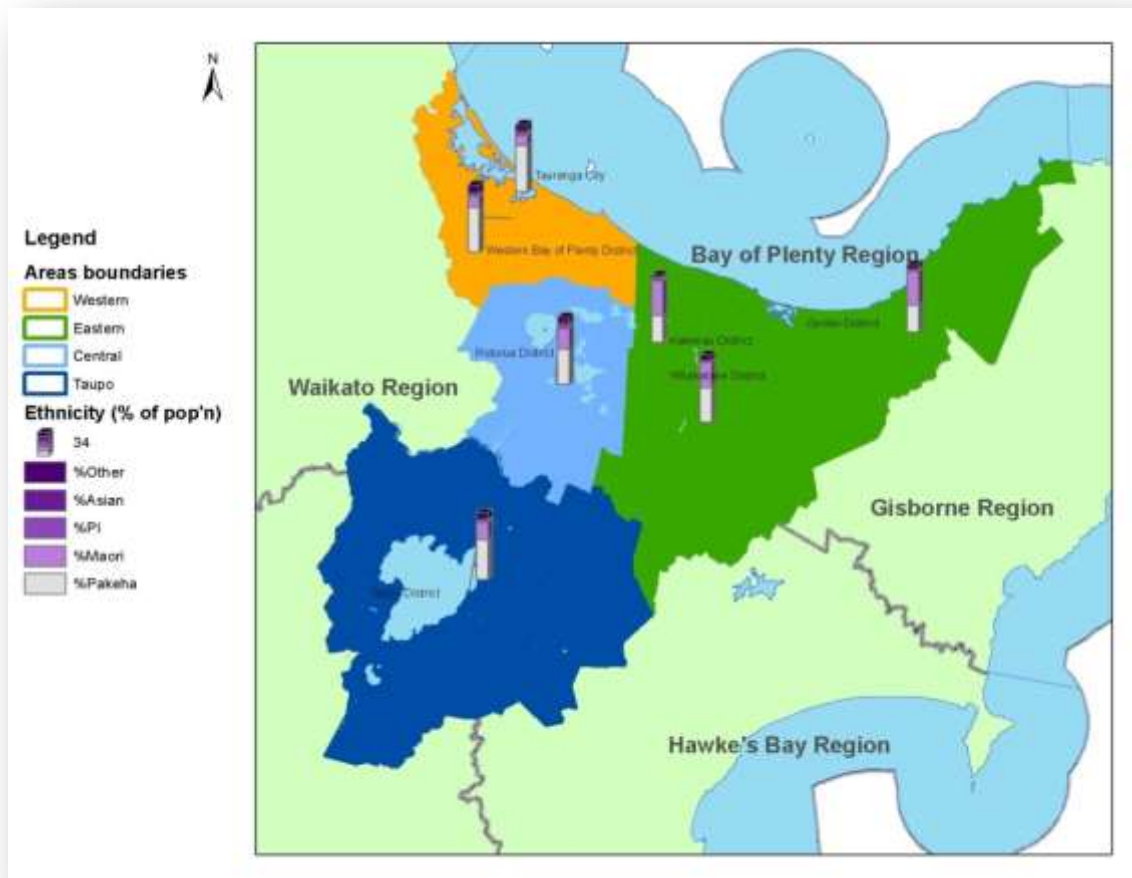 N
Tauranga City
Western Bay of Plenty District
Bay of Plenty Region
Opotiki District
Kawerau District
Whakatane District
Rotorua District
Waikato Region
Gisborne Region
District
Hawke's Bay Region
Legend
Areas boundaries
Western
Eastern
Central
Taupo
Ethnicity (% of pop'n)
34
%Other
%Asian
%PI
%Maori
%Pakeha